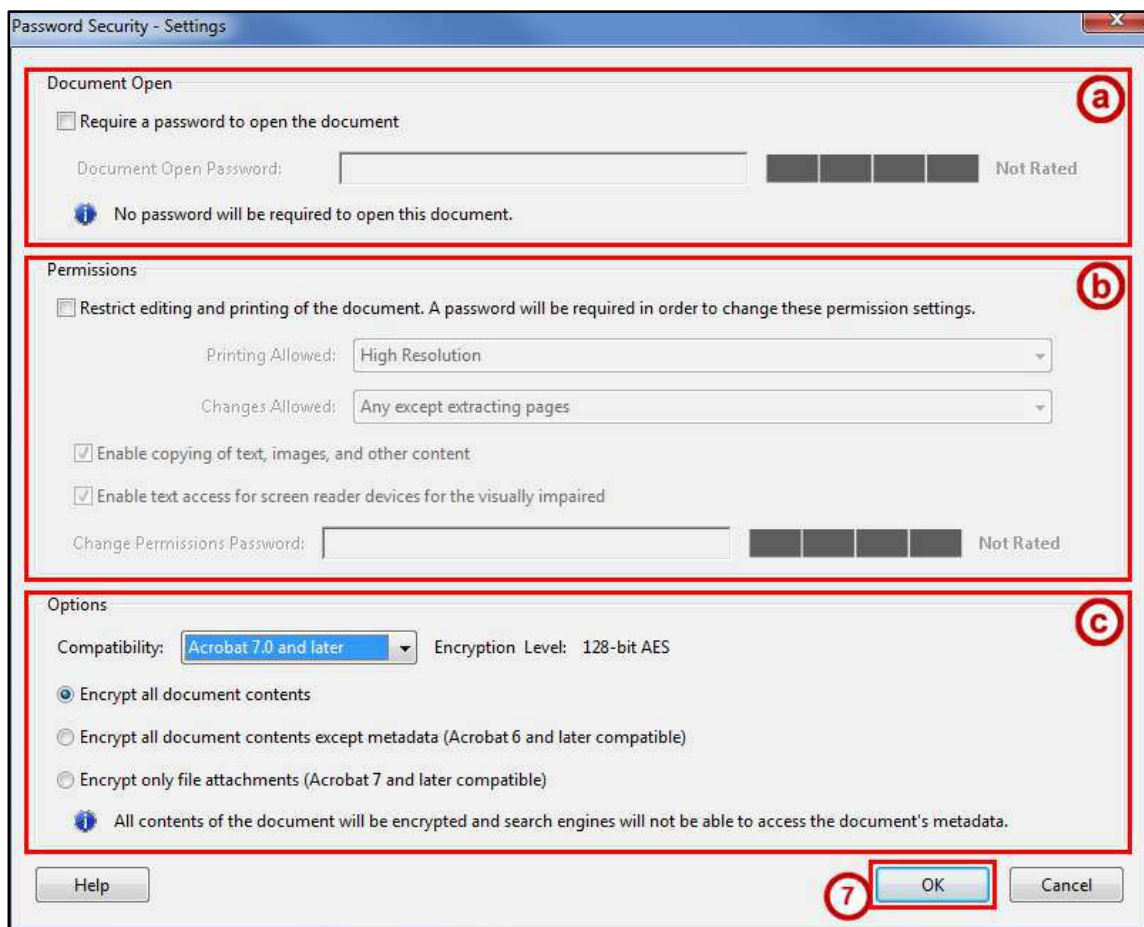 Password Security - Settings
X
Document Open
a
Require a password to open the document
Document Open Password: Not Rated
i No password will be required to open this document.
Permissions
b
Restrict editing and printing of the document. A password will be required in order to change these permission settings.
Printing Allowed: High Resolution
Changes Allowed: Any except extracting pages
Enable copying of text, images, and other content
Enable text access for screen reader devices for the visually impaired
Change Permissions Password: Not Rated
Options
c
Compatibility: Acrobat 7.0 and later Encryption Level: 128-bit AES
Encrypt all document contents
Encrypt all document contents except metadata (Acrobat 6 and later compatible)
Encrypt only file attachments (Acrobat 7 and later compatible)
i All contents of the document will be encrypted and search engines will not be able to access the document's metadata.
Help 7 OK Cancel